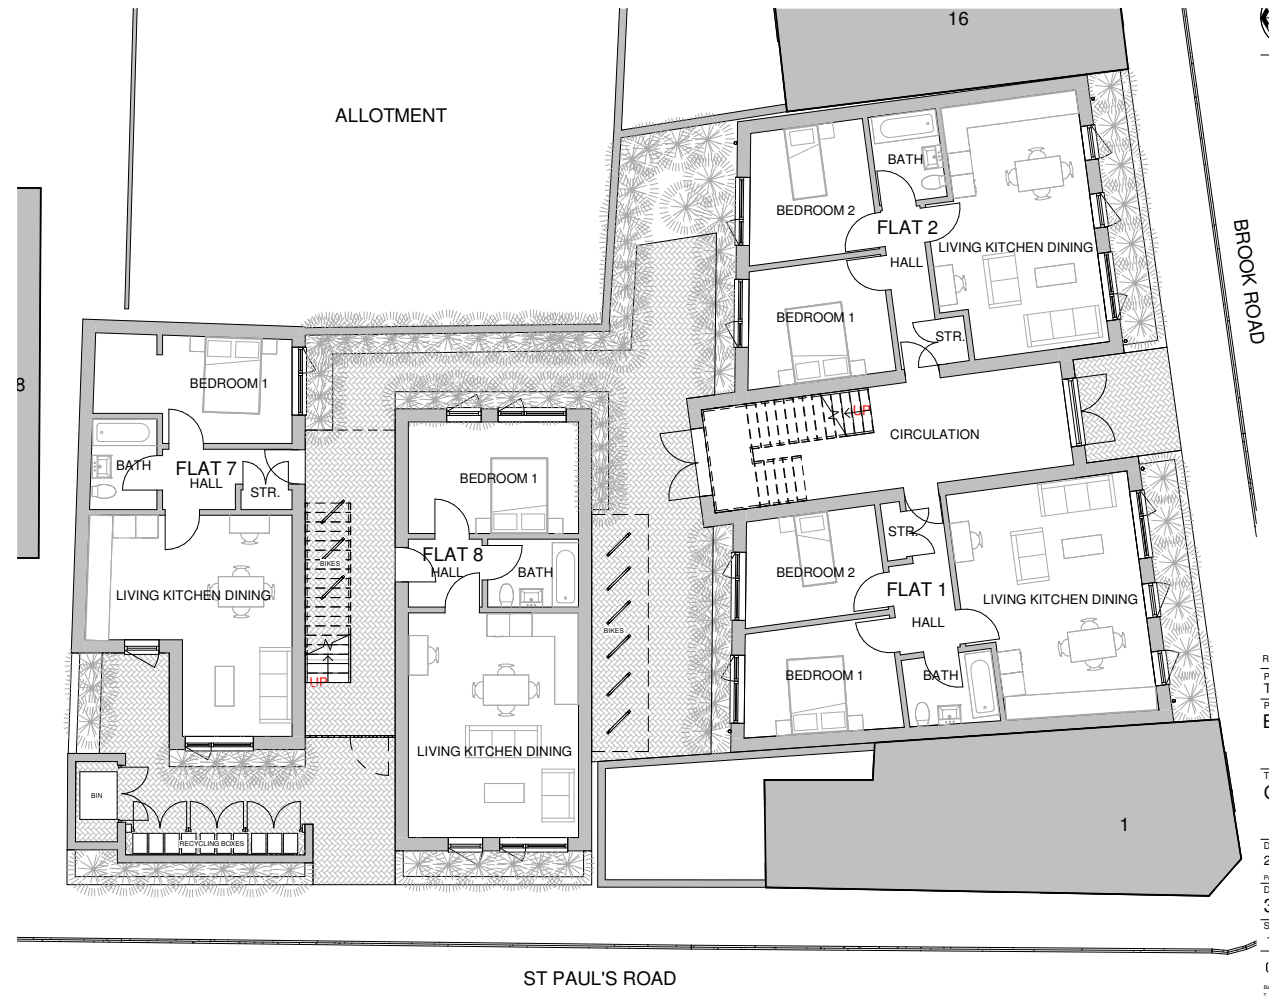 16
ALLOTMENT
BROOK ROAD
BEDROOM 2
BATH
FLAT 2
HALL
LIVING KITCHEN DINING
BEDROOM 1
STR.
UP
CIRCULATION
8
BEDROOM 1
BATH
FLAT 7
HALL
STR.
LIVING KITCHEN DINING
BIKES
UP
BEDROOM 1
FLAT 8
HALL
BATH
LIVING KITCHEN DINING
BIKES
STR.
BEDROOM 2
FLAT 1
HALL
LIVING KITCHEN DINING
BEDROOM 1
BATH
BIN
RECYCLING BOXES
1
ST PAUL'S ROAD